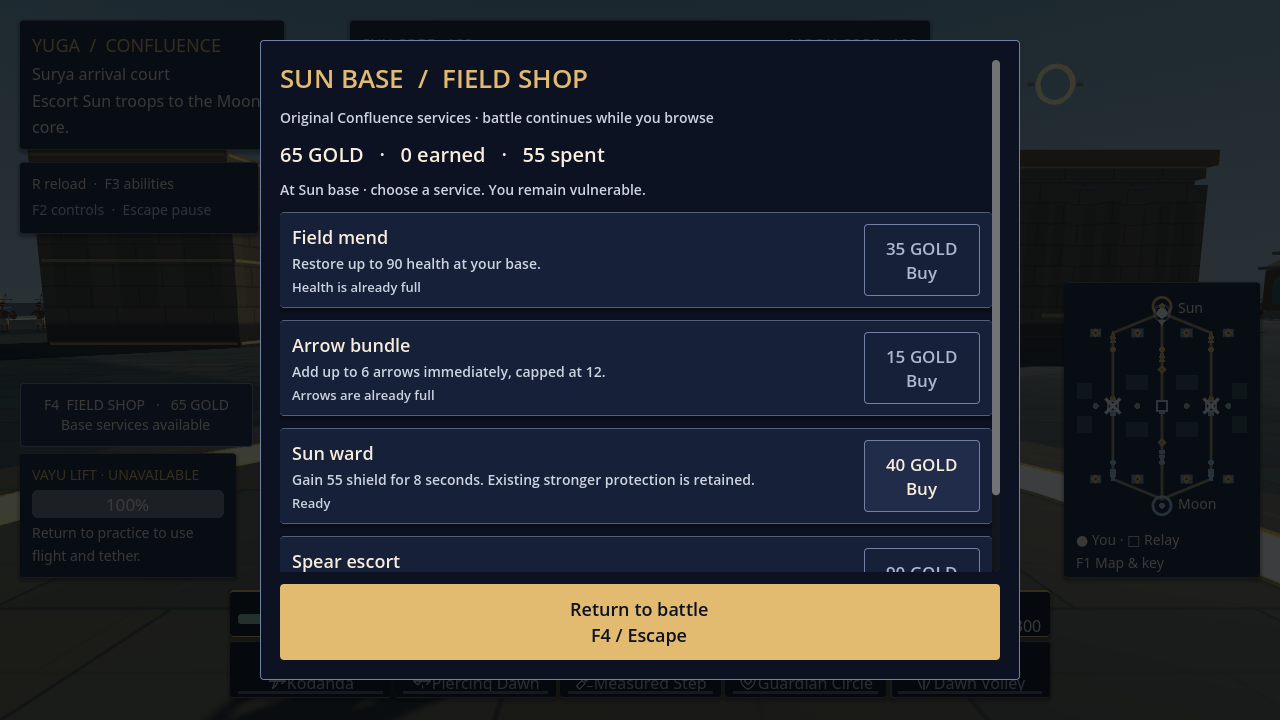 YUGA / CONFLUENCE
Surya arrival court
Escort Sun troops to the Moon
core.
R reload · F3 abilities
F2 controls · Escape pause
SUN BASE / FIELD SHOP
Original Confluence services · battle continues while you browse
65 GOLD · 0 earned · 55 spent
At Sun base · choose a service. You remain vulnerable.
Field mend
Restore up to 90 health at your base.
Health is already full
35 GOLD
Buy
Arrow bundle
Add up to 6 arrows immediately, capped at 12.
Arrows are already full
15 GOLD
Buy
Sun ward
Gain 55 shield for 8 seconds. Existing stronger protection is retained.
Ready
40 GOLD
Buy
Spear escort
90 GOLD
Return to battle
F4 / Escape
F4 FIELD SHOP · 65 GOLD
Base services available
VAYU LIFT · UNAVAILABLE
100%
Return to practice to use
flight and tether.
Sun
Moon
● You · □ Relay
F1 Map & key
Kodanda
Piercing Dawn
Measured Step
Guardian Circle
Dawn Volley